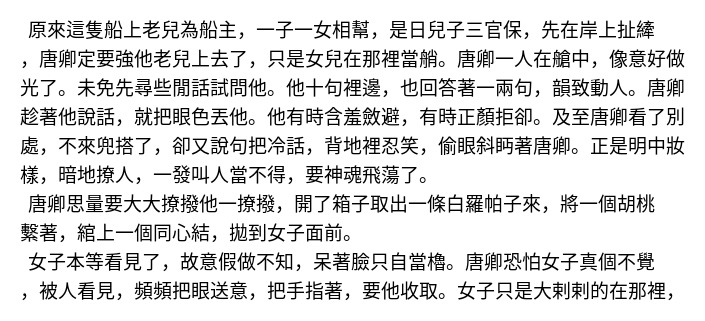 原來這隻船上老兒為船主，一子一女相幫，是日兒子三官保，先在岸上扯縴
，唐卿定要強他老兒上去了，只是女兒在那裡當艄。唐卿一人在艙中，像意好做
光了。未免先尋些閒話試問他。他十句裡邊，也回答著一兩句，韻致動人。唐卿
趁著他說話，就把眼色丟他。他有時含羞斂避，有時正顏拒卻。及至唐卿看了別
處，不來兜搭了，卻又說句把冷話，背地裡忍笑，偷眼斜眄著唐卿。正是明中妝
樣，暗地撩人，一發叫人當不得，要神魂飛蕩了。
唐卿思量要大大撩撥他一撩撥，開了箱子取出一條白羅帕子來，將一個胡桃
繫著，綰上一個同心結，拋到女子面前。
女子本等看見了，故意假做不知，呆著臉只自當櫓。唐卿恐怕女子真個不覺
，被人看見，頻頻把眼送意，把手指著，要他收取。女子只是大剌剌的在那裡，